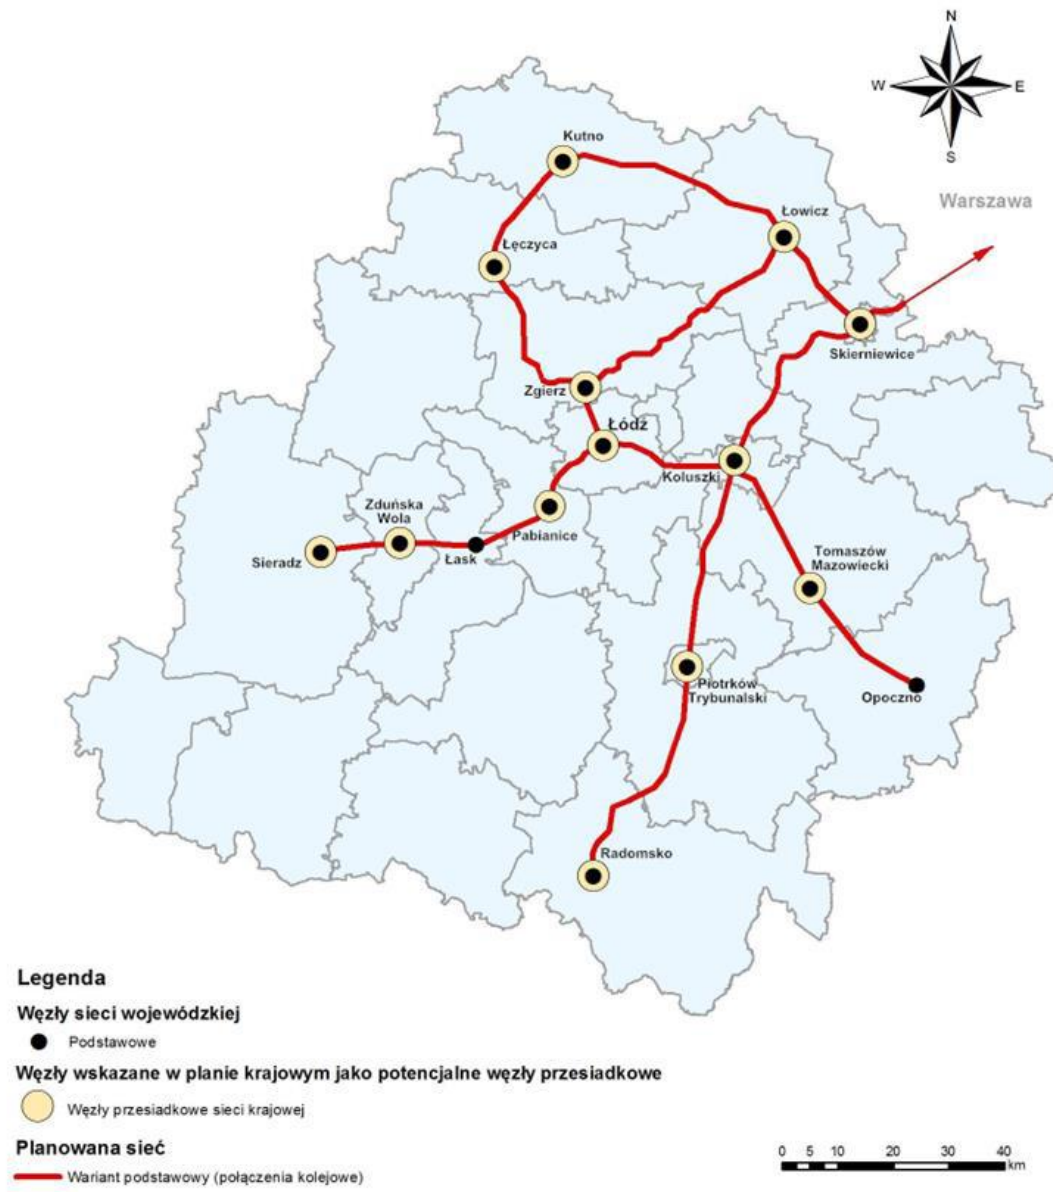 N
W E
S
Warszawa
Kutno
Łowicz
Łęczyca
Skierniewice
Zgierz
Łódź
Koluszki
Zduńska
Wola
Pabianice
Łask
Sieradz
Tomaszów
Mazowiecki
Piotrków
Trybunalski
Opoczno
Radomsko
Legenda
Węzły sieci wojewódzkiej
Podstawowe
Węzły wskazane w planie krajowym jako potencjalne węzły przesiadkowe
Węzły przesiadkowe sieci krajowej
Planowana sieć
Wariant podstawowy (połączenia kolejowe)
0 5 10 20 30 40
km